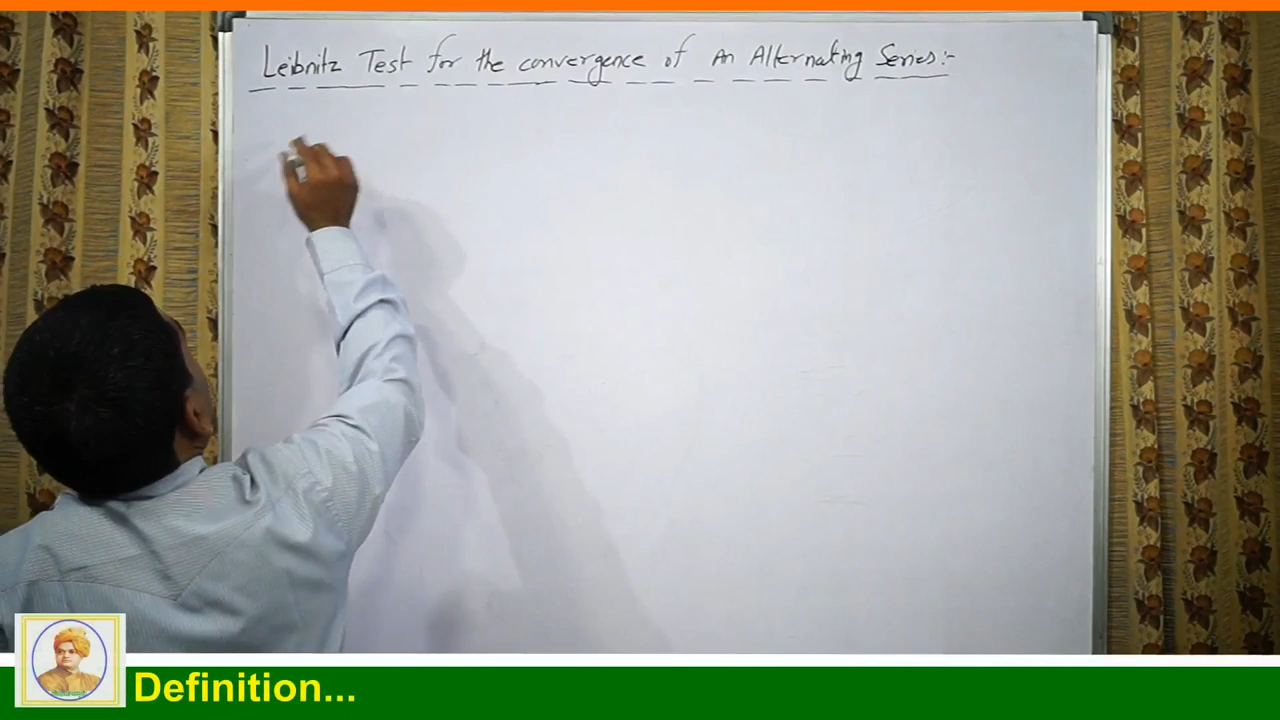 Leibnitz Test for the convergence of An Alternating Series:-
Definition...